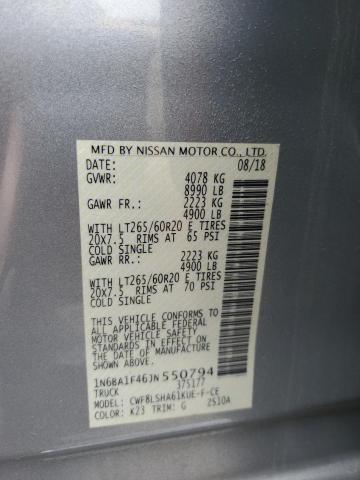 MFD BY NISSAN MOTOR CO., LTD.
DATE: 08/18
GVWR: 4078 KG
8990 LB
GAWR FR.: 2223 KG
4900 LB
WITH LT265/60R20 E TIRES
20X7.5 RIMS AT 65 PSI
COLD SINGLE
GAWR RR.: 2223 KG
4900 LB
WITH LT265/60R20 E TIRES
20X7.5 RIMS AT 70 PSI
COLD SINGLE
THIS VEHICLE CONFORMS TO
ALL APPLICABLE FEDERAL
MOTOR VEHICLE SAFETY
STANDARDS IN EFFECT ON
THE DATE OF MANUFACTURE
SHOWN ABOVE.
1N6BA1F46JN550794
TRUCK 375177
MODEL: CWFBLSHA61KUE-F-CE
COLOR: K23 TRIM: G 2510A